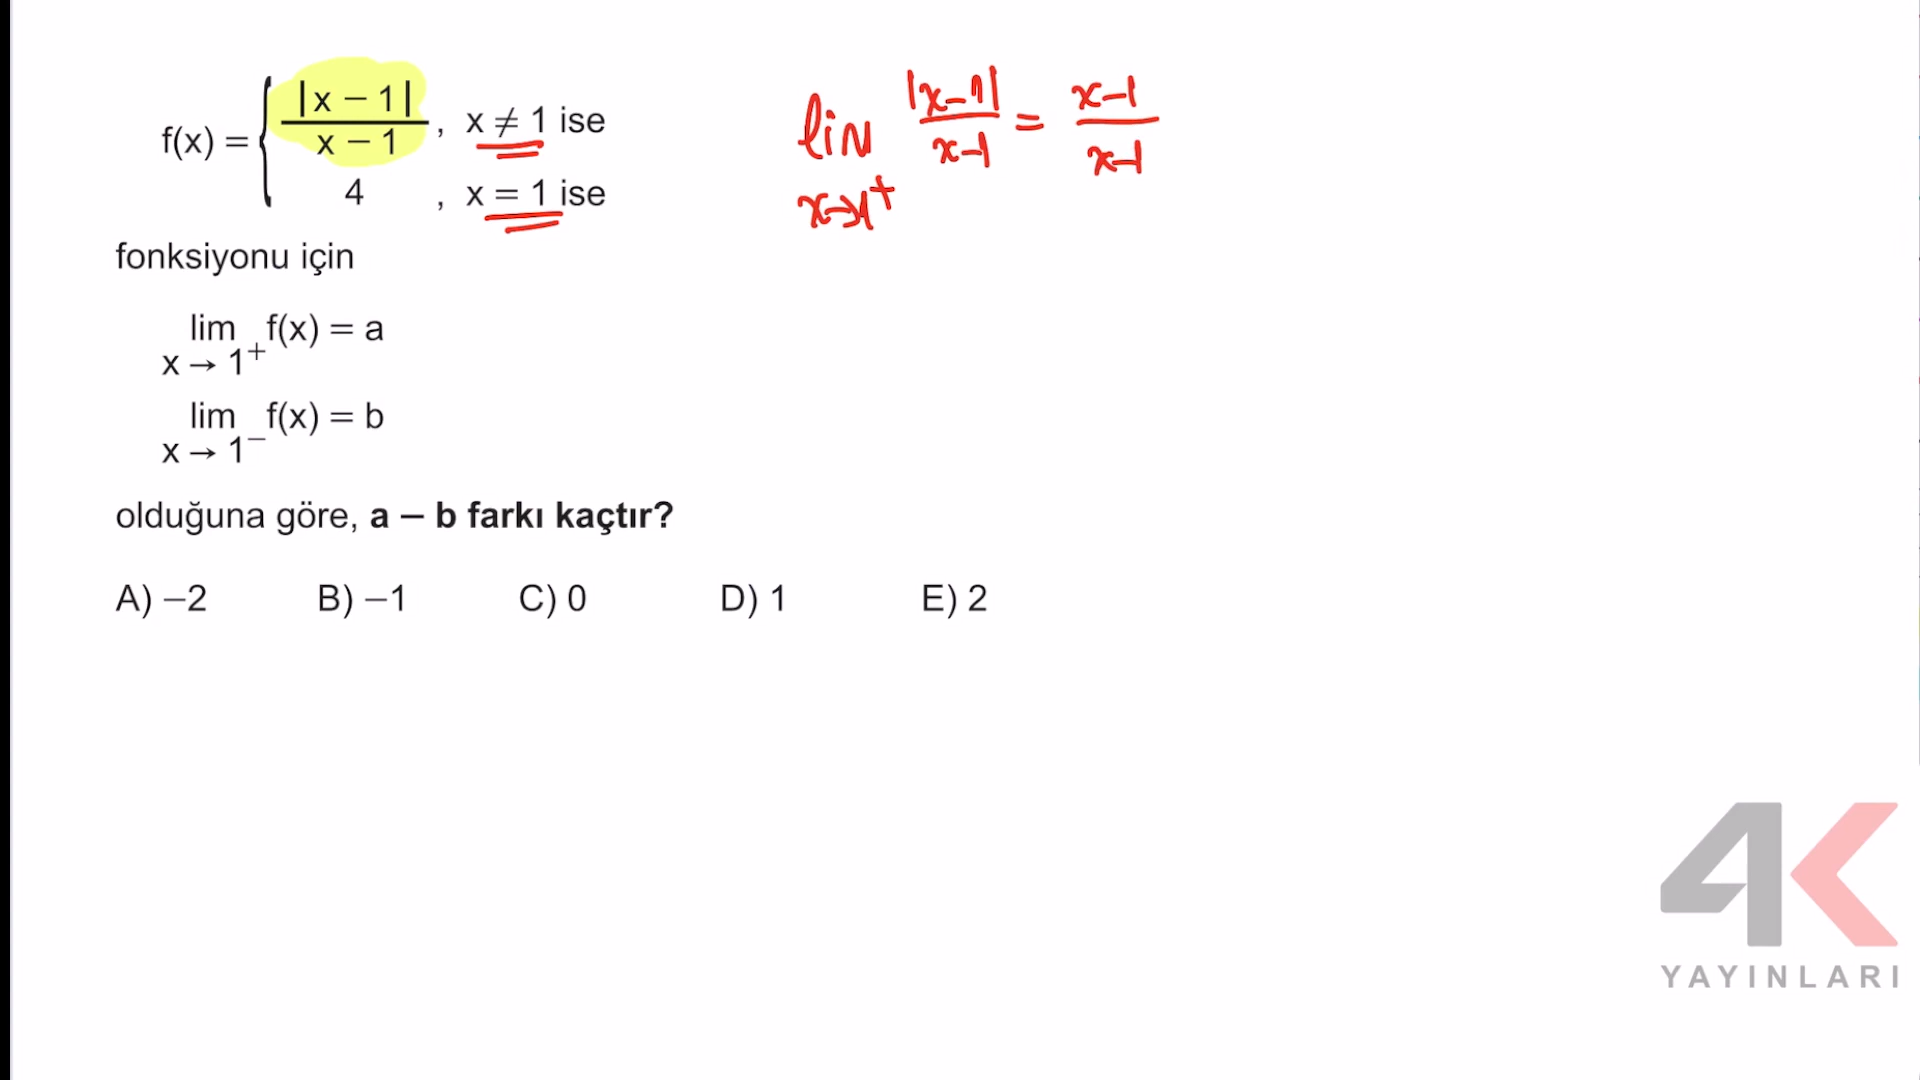 f(x) = { |x − 1| / x − 1 , x ≠ 1 ise
4 , x = 1 ise
fonksiyonu için
lim f(x) = a
x → 1⁺
lim f(x) = b
x → 1⁻
olduğuna göre, a − b farkı kaçtır?
A) −2 B) −1 C) 0 D) 1 E) 2
lim |x−1| / x−1 = x−1 / x−1
x→1⁺
4K
YAYINLARI